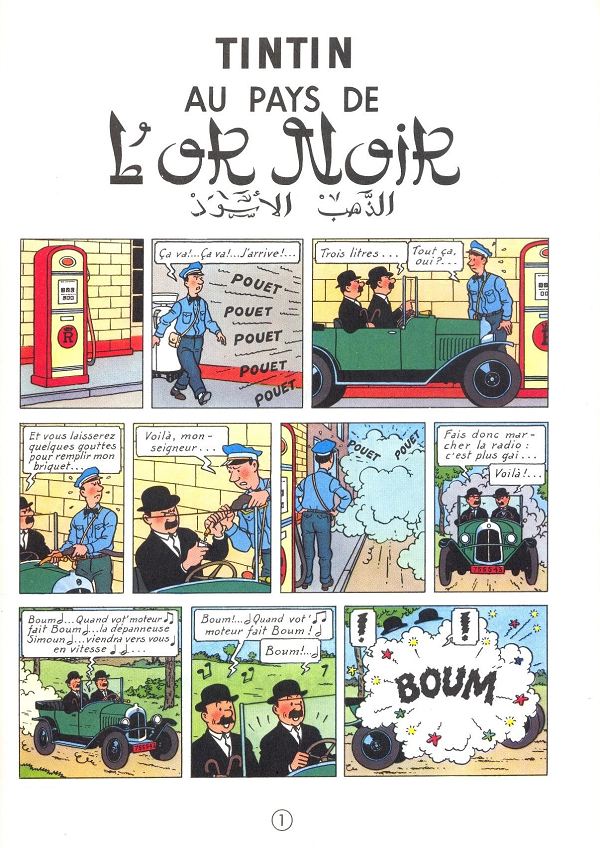 TINTIN
AU PAYS DE
L'OR NOIR
الذَّهَبْ الأَسْوَدْ
Ça va!...Ça va!...J'arrive!...
POUET
POUET
POUET
POUET
POUET
Trois litres...
Tout ça,
oui?...
R
Et vous laisserez
quelques gouttes
pour remplir mon
briquet...
Voilà, mon-
seigneur...
POUET
POUET
Fais donc mar-
cher la radio :
c'est plus gai...
Voilà!...
Boum♩...Quand vot' moteur ♫
fait Boum♩...la dépanneuse
Simoun♩...viendra vers vous
en vitesse ♩ ♩...
Boum!...♩Quand vot' ♪
moteur fait Boum! ♫
Boum!...♩
!
!
BOUM
1